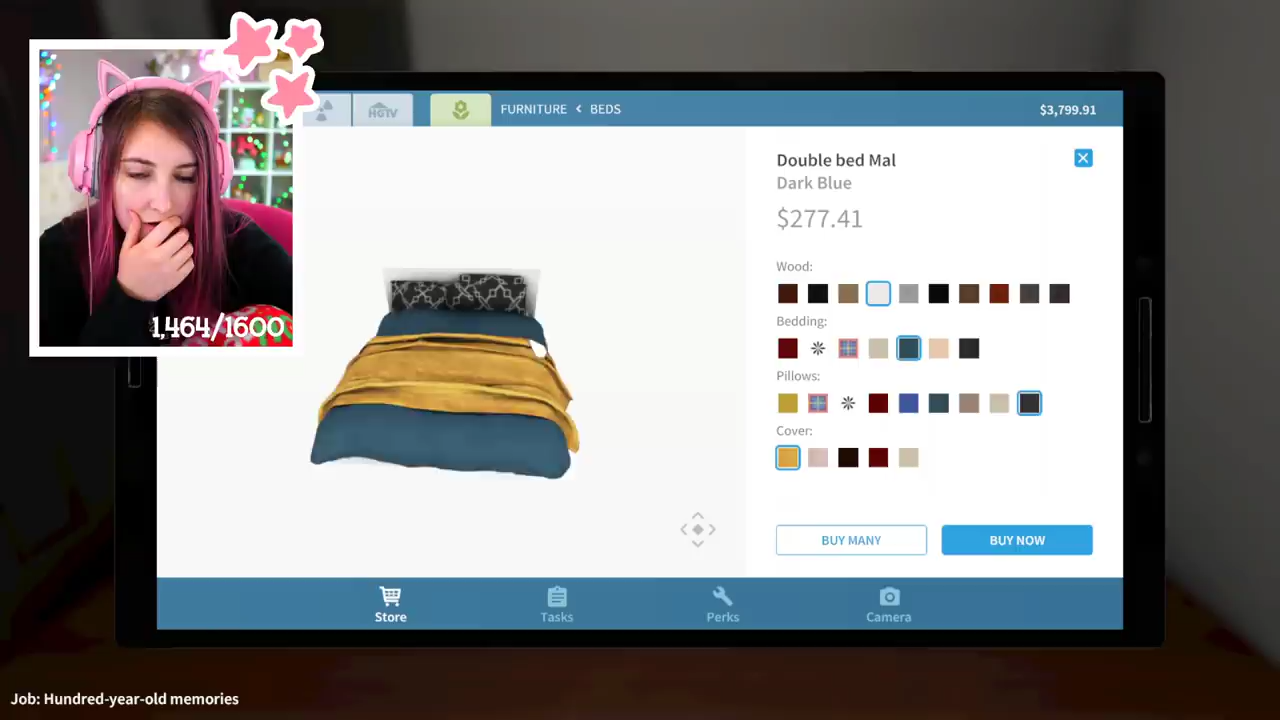 HGTV
FURNITURE < BEDS
$3,799.91
Double bed Mal
Dark Blue
$277.41
Wood:
Bedding:
Pillows:
Cover:
BUY MANY
BUY NOW
Store
Tasks
Perks
Camera
1,464/1600
Job: Hundred-year-old memories